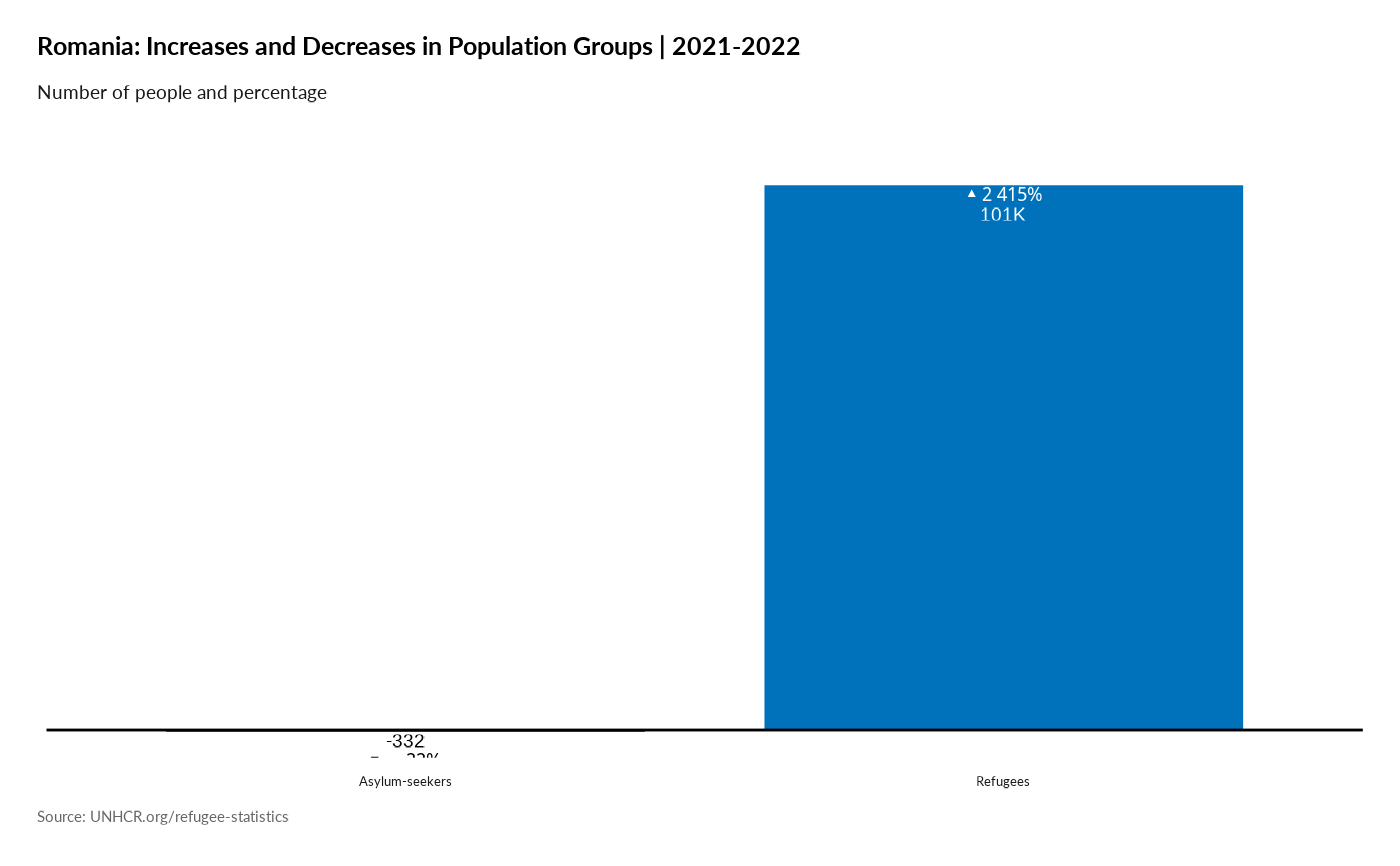 Romania: Increases and Decreases in Population Groups | 2021-2022
Number of people and percentage
▲ 2 415%
101K
-332
Asylum-seekers
Refugees
Source: UNHCR.org/refugee-statistics